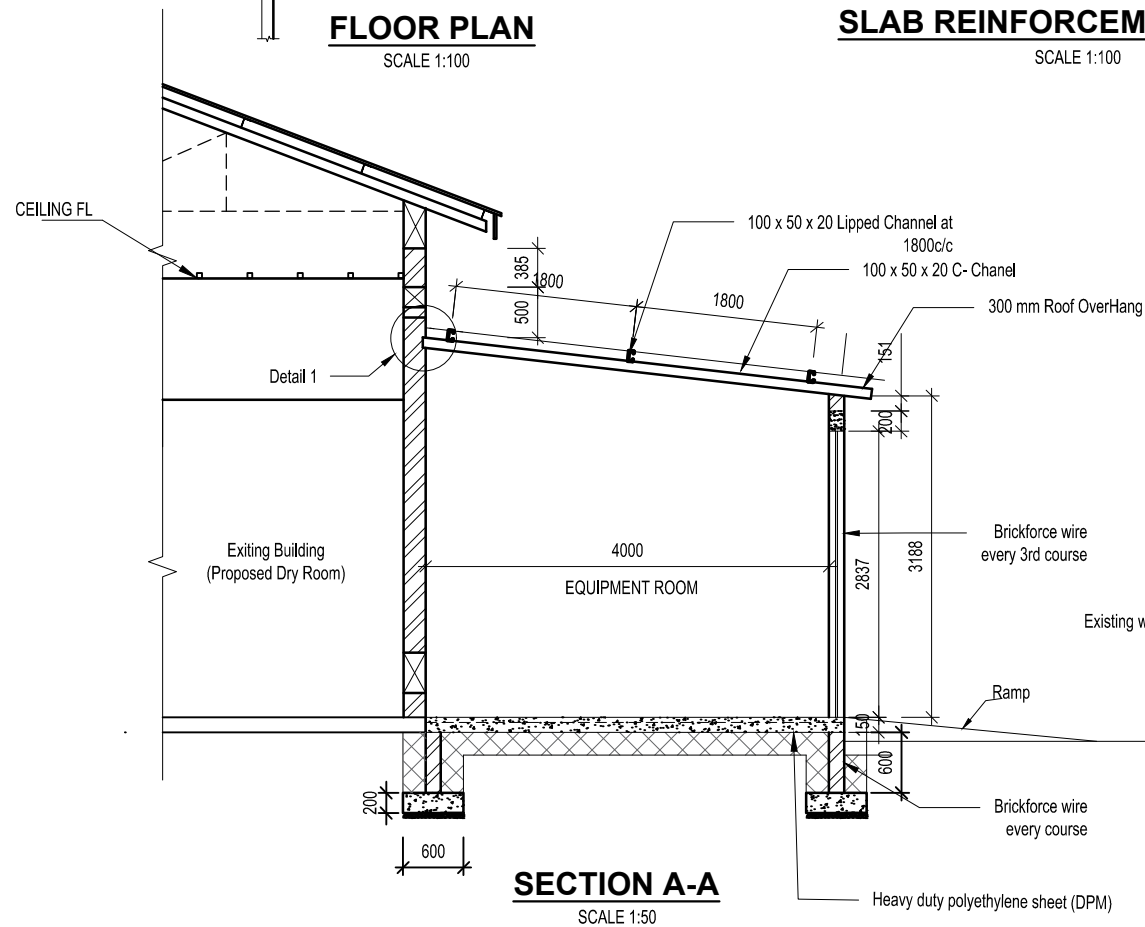 FLOOR PLAN
SCALE 1:100
SLAB REINFORCEM
SCALE 1:100
CEILING FL
100 x 50 x 20 Lipped Channel at
1800c/c
100 x 50 x 20 C- Chanel
300 mm Roof OverHang
385
1800
1800
500
151
Detail 1
200
Exiting Building
(Proposed Dry Room)
4000
EQUIPMENT ROOM
Brickforce wire
every 3rd course
2837
3188
Existing w
Ramp
150
600
200
600
Brickforce wire
every course
SECTION A-A
SCALE 1:50
Heavy duty polyethylene sheet (DPM)